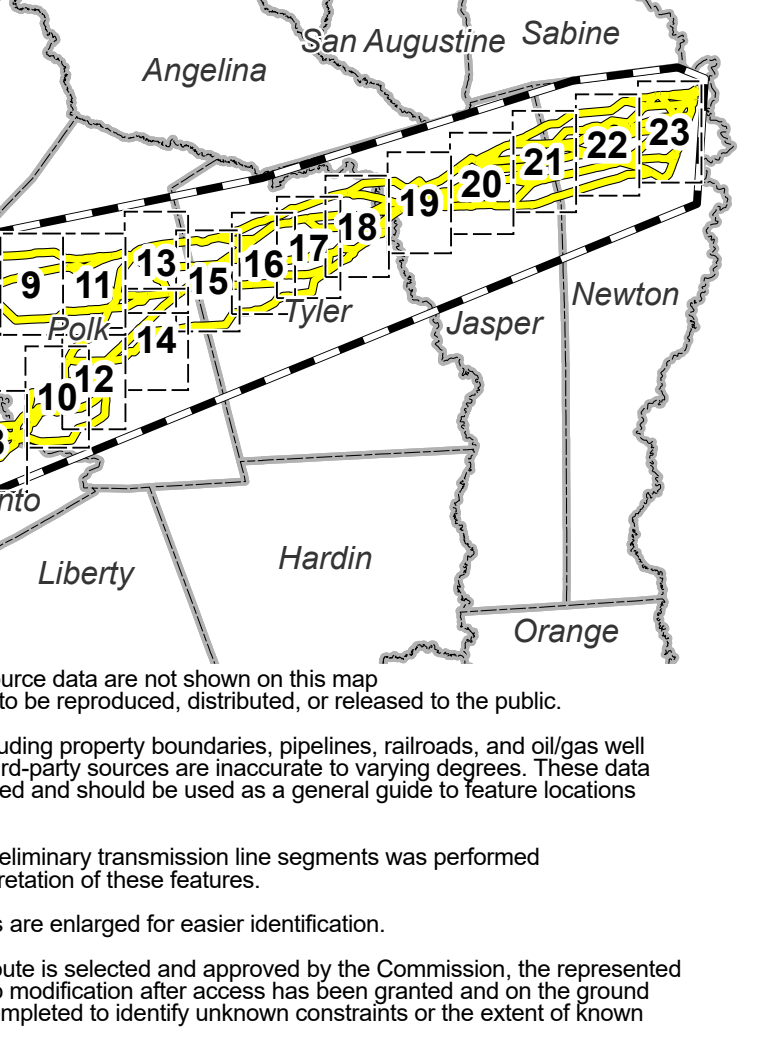 San Augustine
Sabine
Angelina
23
22
21
20
19
18
17
16
15
13
11
9
14
12
10
Polk
Tyler
Jasper
Newton
nto
Liberty
Hardin
Orange
ource data are not shown on this map
to be reproduced, distributed, or released to the public.
uding property boundaries, pipelines, railroads, and oil/gas well
rd-party sources are inaccurate to varying degrees. These data
ed and should be used as a general guide to feature locations
eliminary transmission line segments was performed
retation of these features.
s are enlarged for easier identification.
oute is selected and approved by the Commission, the represented
o modification after access has been granted and on the ground
ompleted to identify unknown constraints or the extent of known